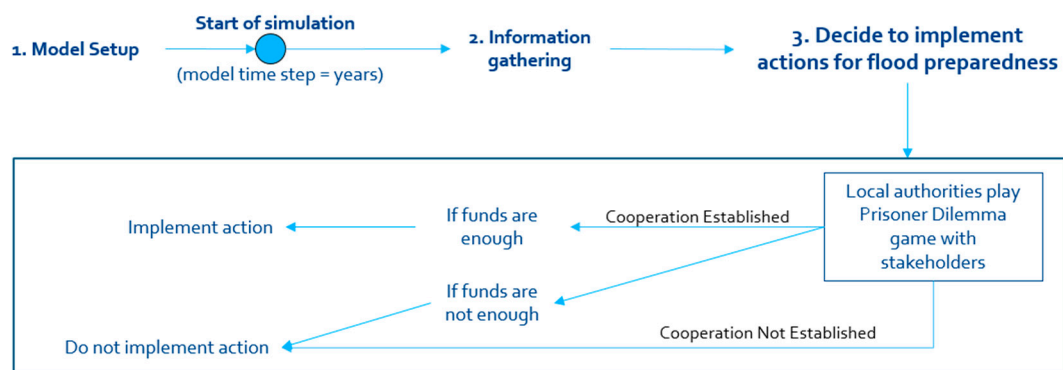 Start of simulation
1. Model Setup
(model time step = years)
2. Information
gathering
3. Decide to implement
actions for flood preparedness
Local authorities play
Prisoner Dilemma
game with
stakeholders
Cooperation Established
If funds are
enough
Implement action
If funds are
not enough
Cooperation Not Established
Do not implement action